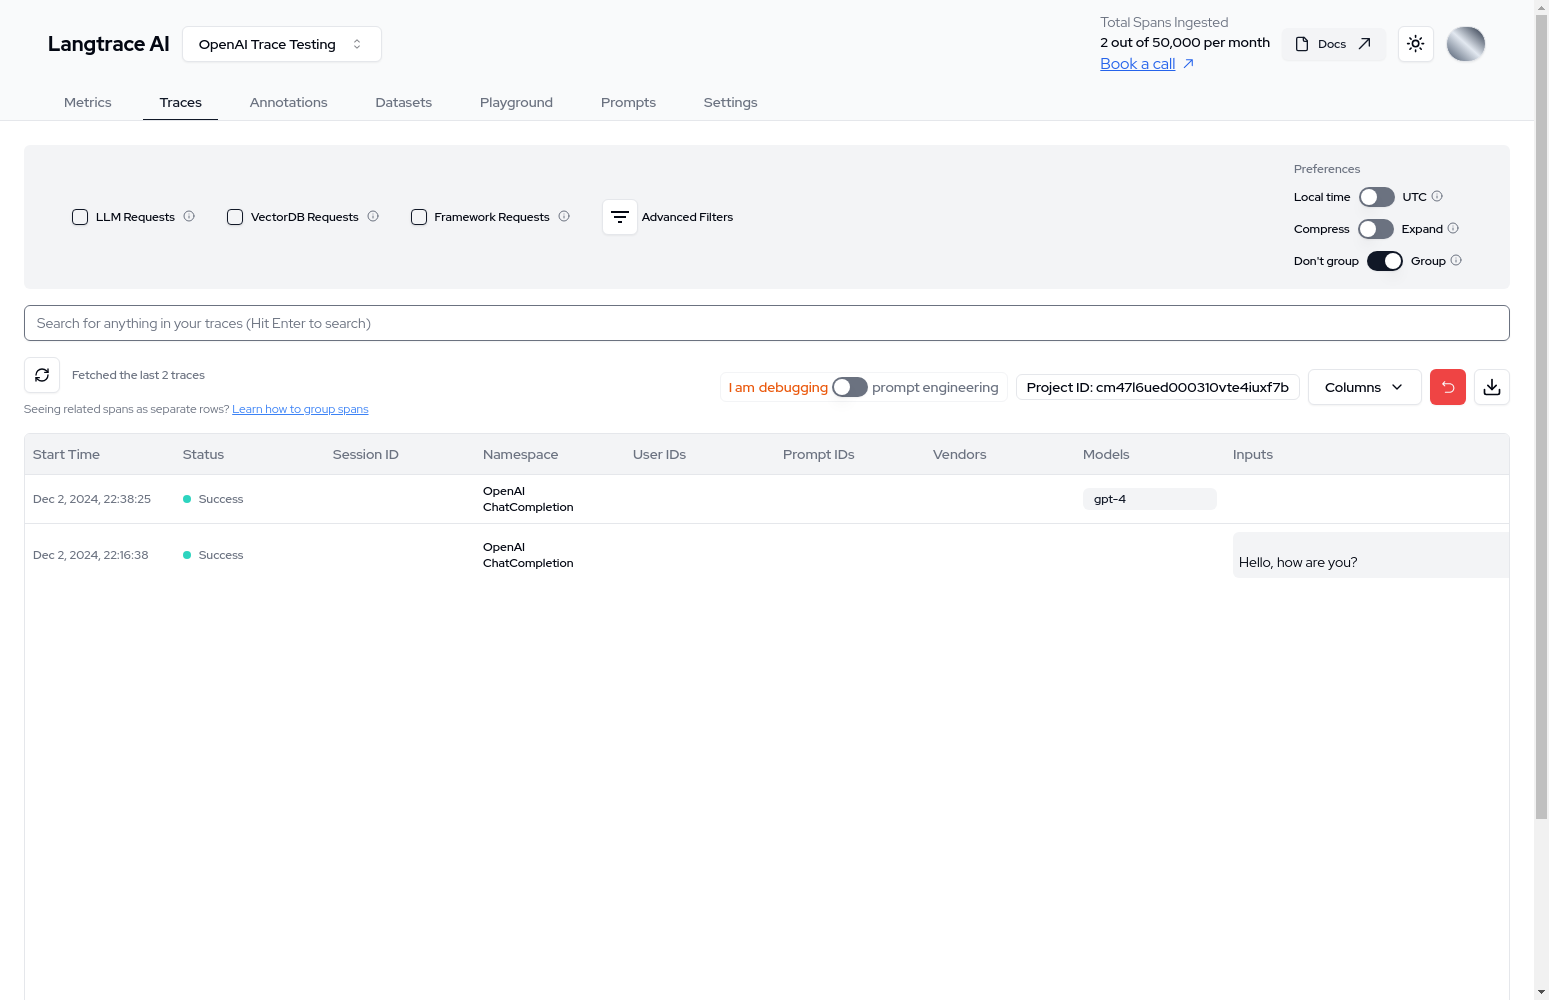 Langtrace AI
OpenAI Trace Testing
Total Spans Ingested
2 out of 50,000 per month
Book a call
Docs
Metrics
Traces
Annotations
Datasets
Playground
Prompts
Settings
LLM Requests
VectorDB Requests
Framework Requests
Advanced Filters
Preferences
Local time UTC
Compress Expand
Don't group Group
Search for anything in your traces (Hit Enter to search)
Fetched the last 2 traces
Seeing related spans as separate rows? Learn how to group spans
I am debugging prompt engineering
Project ID: cm47l6ued000310vte4iuxf7b
Columns
Start Time Status Session ID Namespace User IDs Prompt IDs Vendors Models Inputs
Dec 2, 2024, 22:38:25 Success OpenAI
ChatCompletion
gpt-4
Dec 2, 2024, 22:16:38 Success OpenAI
ChatCompletion
Hello, how are you?